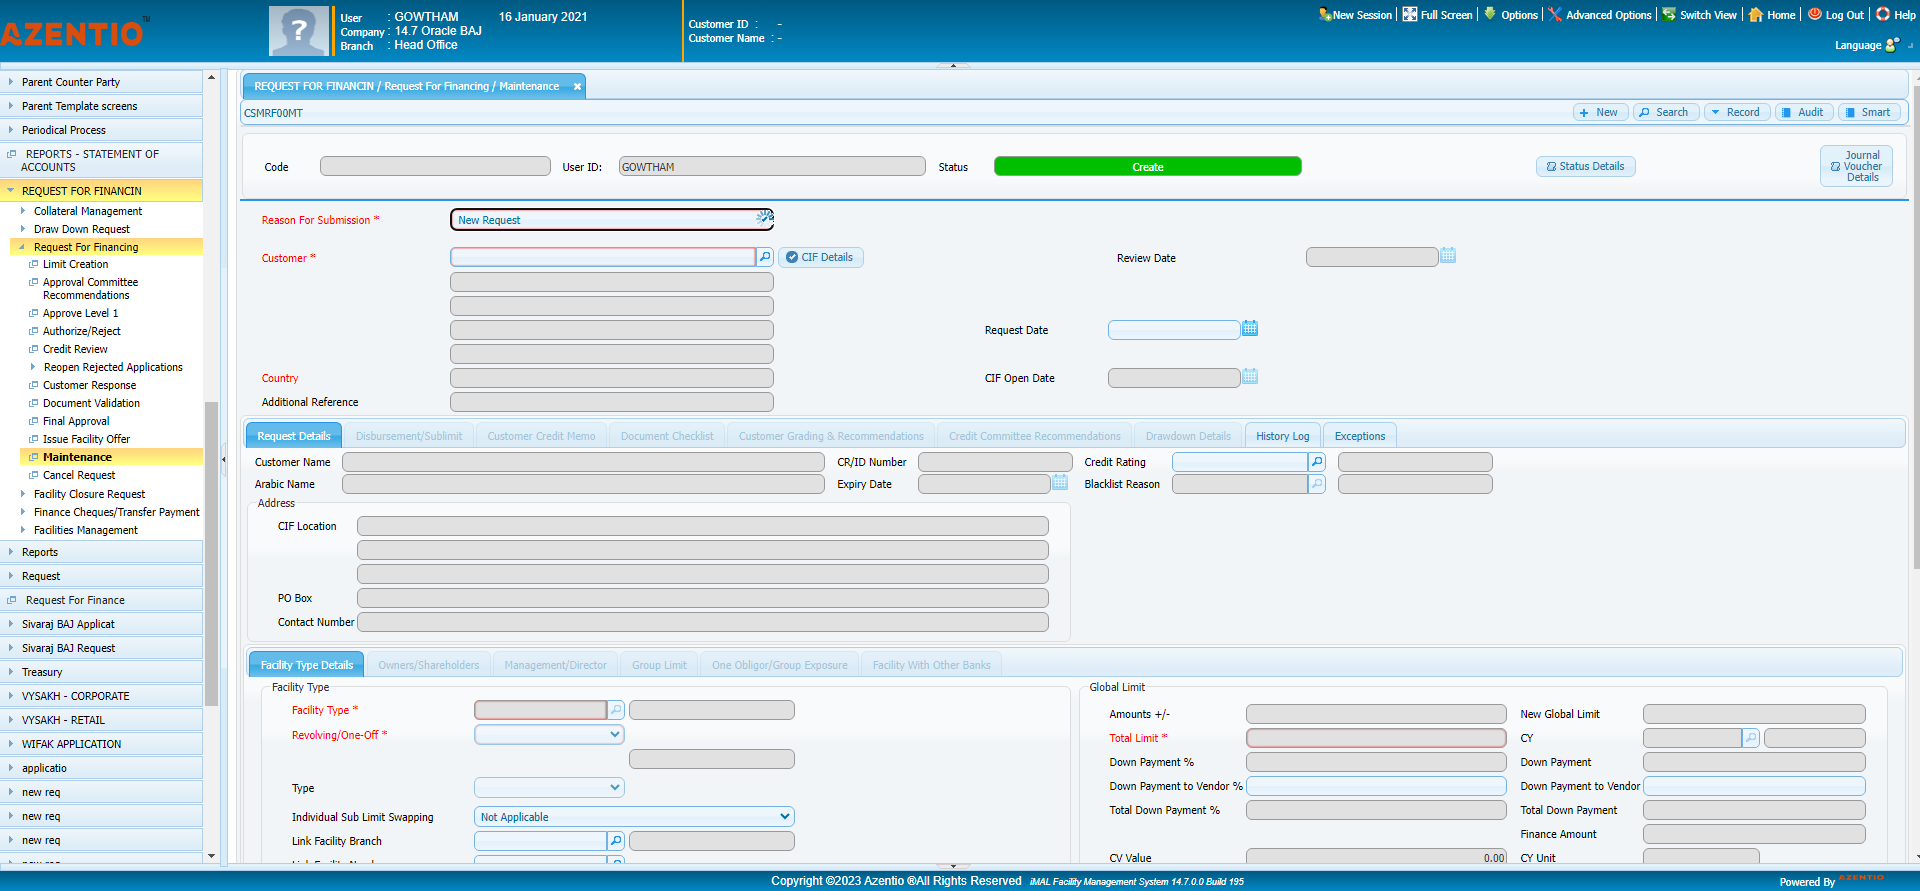 AZENTIO™
User : GOWTHAM 16 January 2021
Company : 14.7 Oracle BAJ
Branch : Head Office
Customer ID : -
Customer Name : -
New Session | Full Screen | Options | Advanced Options | Switch View | Home | Log Out | Help
Language
Parent Counter Party
Parent Template screens
Periodical Process
REPORTS - STATEMENT OF
ACCOUNTS
REQUEST FOR FINANCIN
Collateral Management
Draw Down Request
Request For Financing
Limit Creation
Approval Committee
Recommendations
Approve Level 1
Authorize/Reject
Credit Review
Reopen Rejected Applications
Customer Response
Document Validation
Final Approval
Issue Facility Offer
Maintenance
Cancel Request
Facility Closure Request
Finance Cheques/Transfer Payment
Facilities Management
Reports
Request
Request For Finance
Sivaraj BAJ Applicat
Sivaraj BAJ Request
Treasury
VYSAKH - CORPORATE
VYSAKH - RETAIL
WIFAK APPLICATION
applicatio
new req
new req
new req
REQUEST FOR FINANCIN / Request For Financing / Maintenance
CSMRF00MT
New Search Record Audit Smart
Code User ID: GOWTHAM Status Create Status Details
Journal
Voucher
Details
Reason For Submission * New Request
Customer * CIF Details Review Date
Request Date
Country CIF Open Date
Additional Reference
Request Details Disbursement/Sublimit Customer Credit Memo Document Checklist Customer Grading & Recommendations Credit Committee Recommendations Drawdown Details History Log Exceptions
Customer Name CR/ID Number Credit Rating
Arabic Name Expiry Date Blacklist Reason
Address
CIF Location
PO Box
Contact Number
Facility Type Details Owners/Shareholders Management/Director Group Limit One Obligor/Group Exposure Facility With Other Banks
Facility Type
Facility Type *
Revolving/One-Off *
Type
Individual Sub Limit Swapping Not Applicable
Link Facility Branch
Global Limit
Amounts +/- New Global Limit
Total Limit * CY
Down Payment % Down Payment
Down Payment to Vendor % Down Payment to Vendor
Total Down Payment % Total Down Payment
Finance Amount
CV Value 0.00 CY Unit
Copyright ©2023 Azentio ®All Rights Reserved iMAL Facility Management System 14.7.0.0 Build 195
Powered By AZENTIO